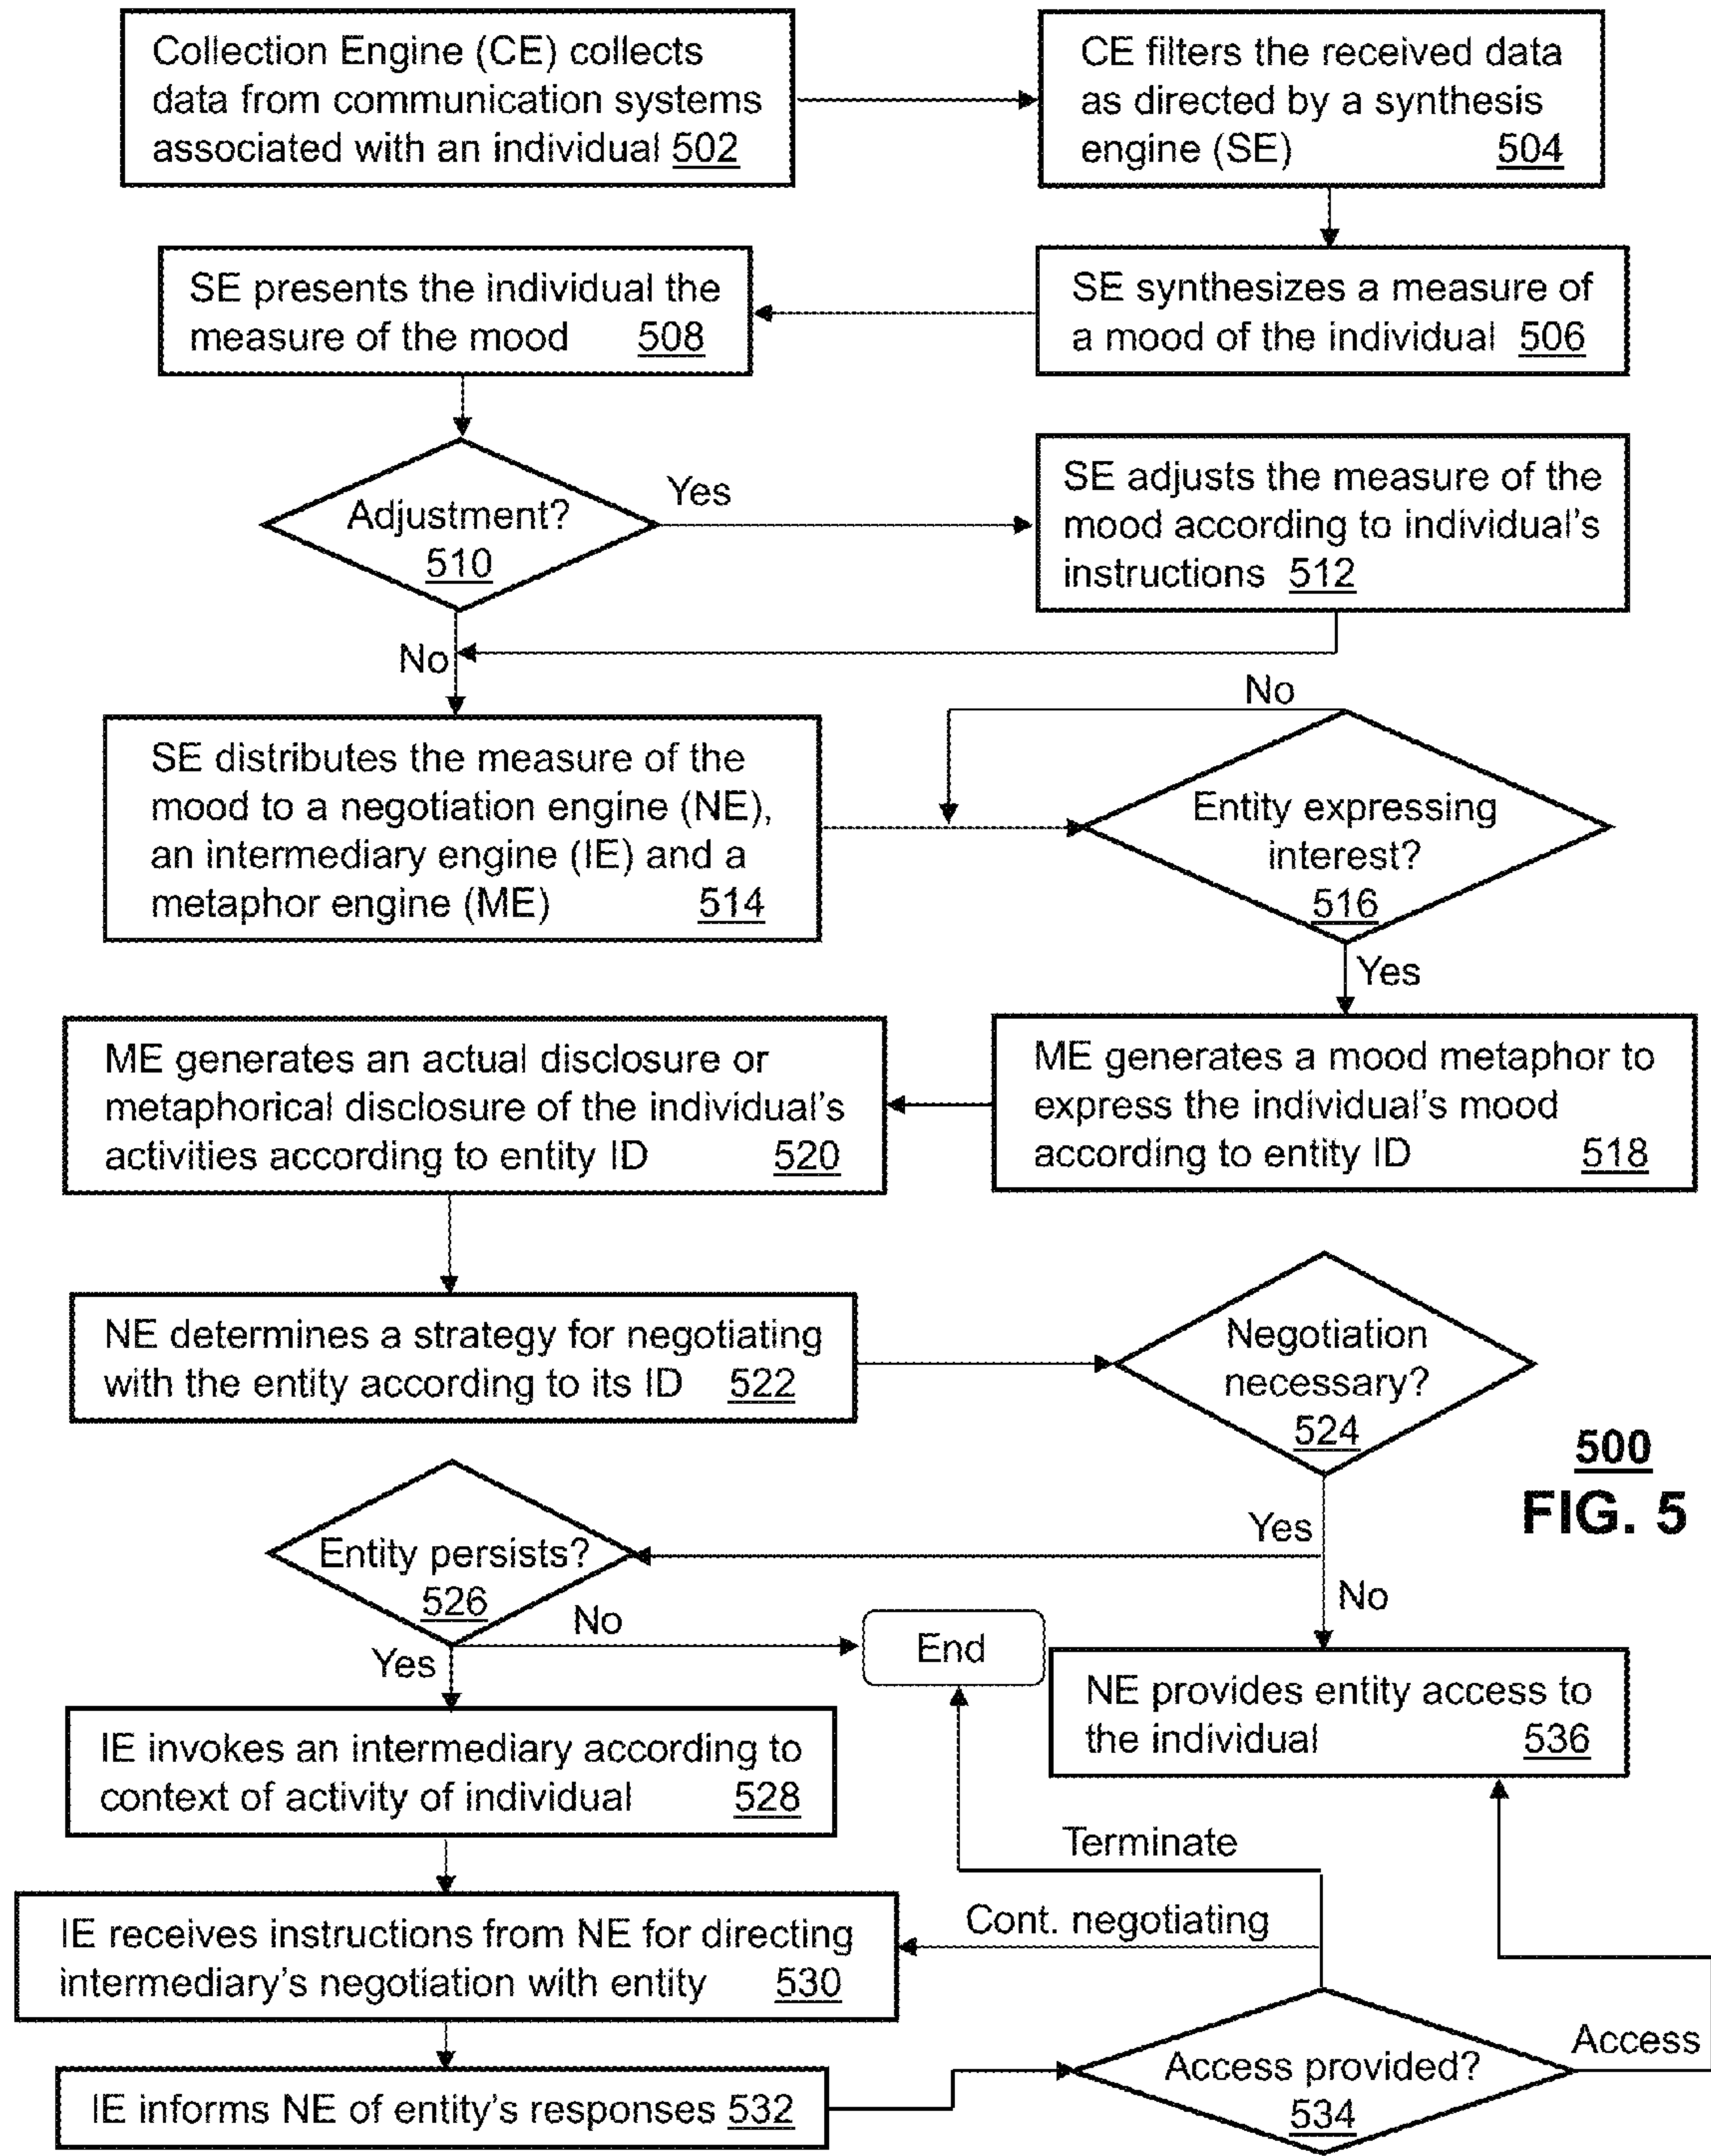 Collection Engine (CE) collects
data from communication systems
associated with an individual 502
CE filters the received data
as directed by a synthesis
engine (SE) 504
SE synthesizes a measure of
a mood of the individual 506
SE presents the individual the
measure of the mood 508
Adjustment?
510
Yes
SE adjusts the measure of the
mood according to individual's
instructions 512
No
SE distributes the measure of the
mood to a negotiation engine (NE),
an intermediary engine (IE) and a
metaphor engine (ME) 514
No
Entity expressing
interest?
516
Yes
ME generates a mood metaphor to
express the individual's mood
according to entity ID 518
ME generates an actual disclosure or
metaphorical disclosure of the individual's
activities according to entity ID 520
NE determines a strategy for negotiating
with the entity according to its ID 522
Negotiation
necessary?
524
500
FIG. 5
Yes
No
Entity persists?
526
No
Yes
End
NE provides entity access to
the individual 536
IE invokes an intermediary according to
context of activity of individual 528
Terminate
Cont. negotiating
IE receives instructions from NE for directing
intermediary's negotiation with entity 530
IE informs NE of entity's responses 532
Access provided?
534
Access